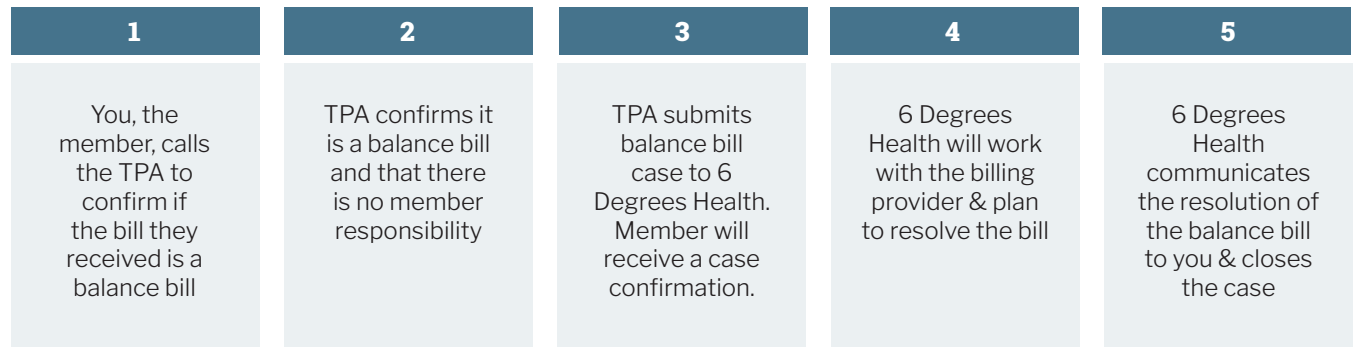 1
You, the
member, calls
the TPA to
confirm if
the bill they
received is a
balance bill
2
TPA confirms it
is a balance bill
and that there
is no member
responsibility
3
TPA submits
balance bill
case to 6
Degrees Health.
Member will
receive a case
confirmation.
4
6 Degrees
Health will work
with the billing
provider & plan
to resolve the bill
5
6 Degrees
Health
communicates
the resolution of
the balance bill
to you & closes
the case